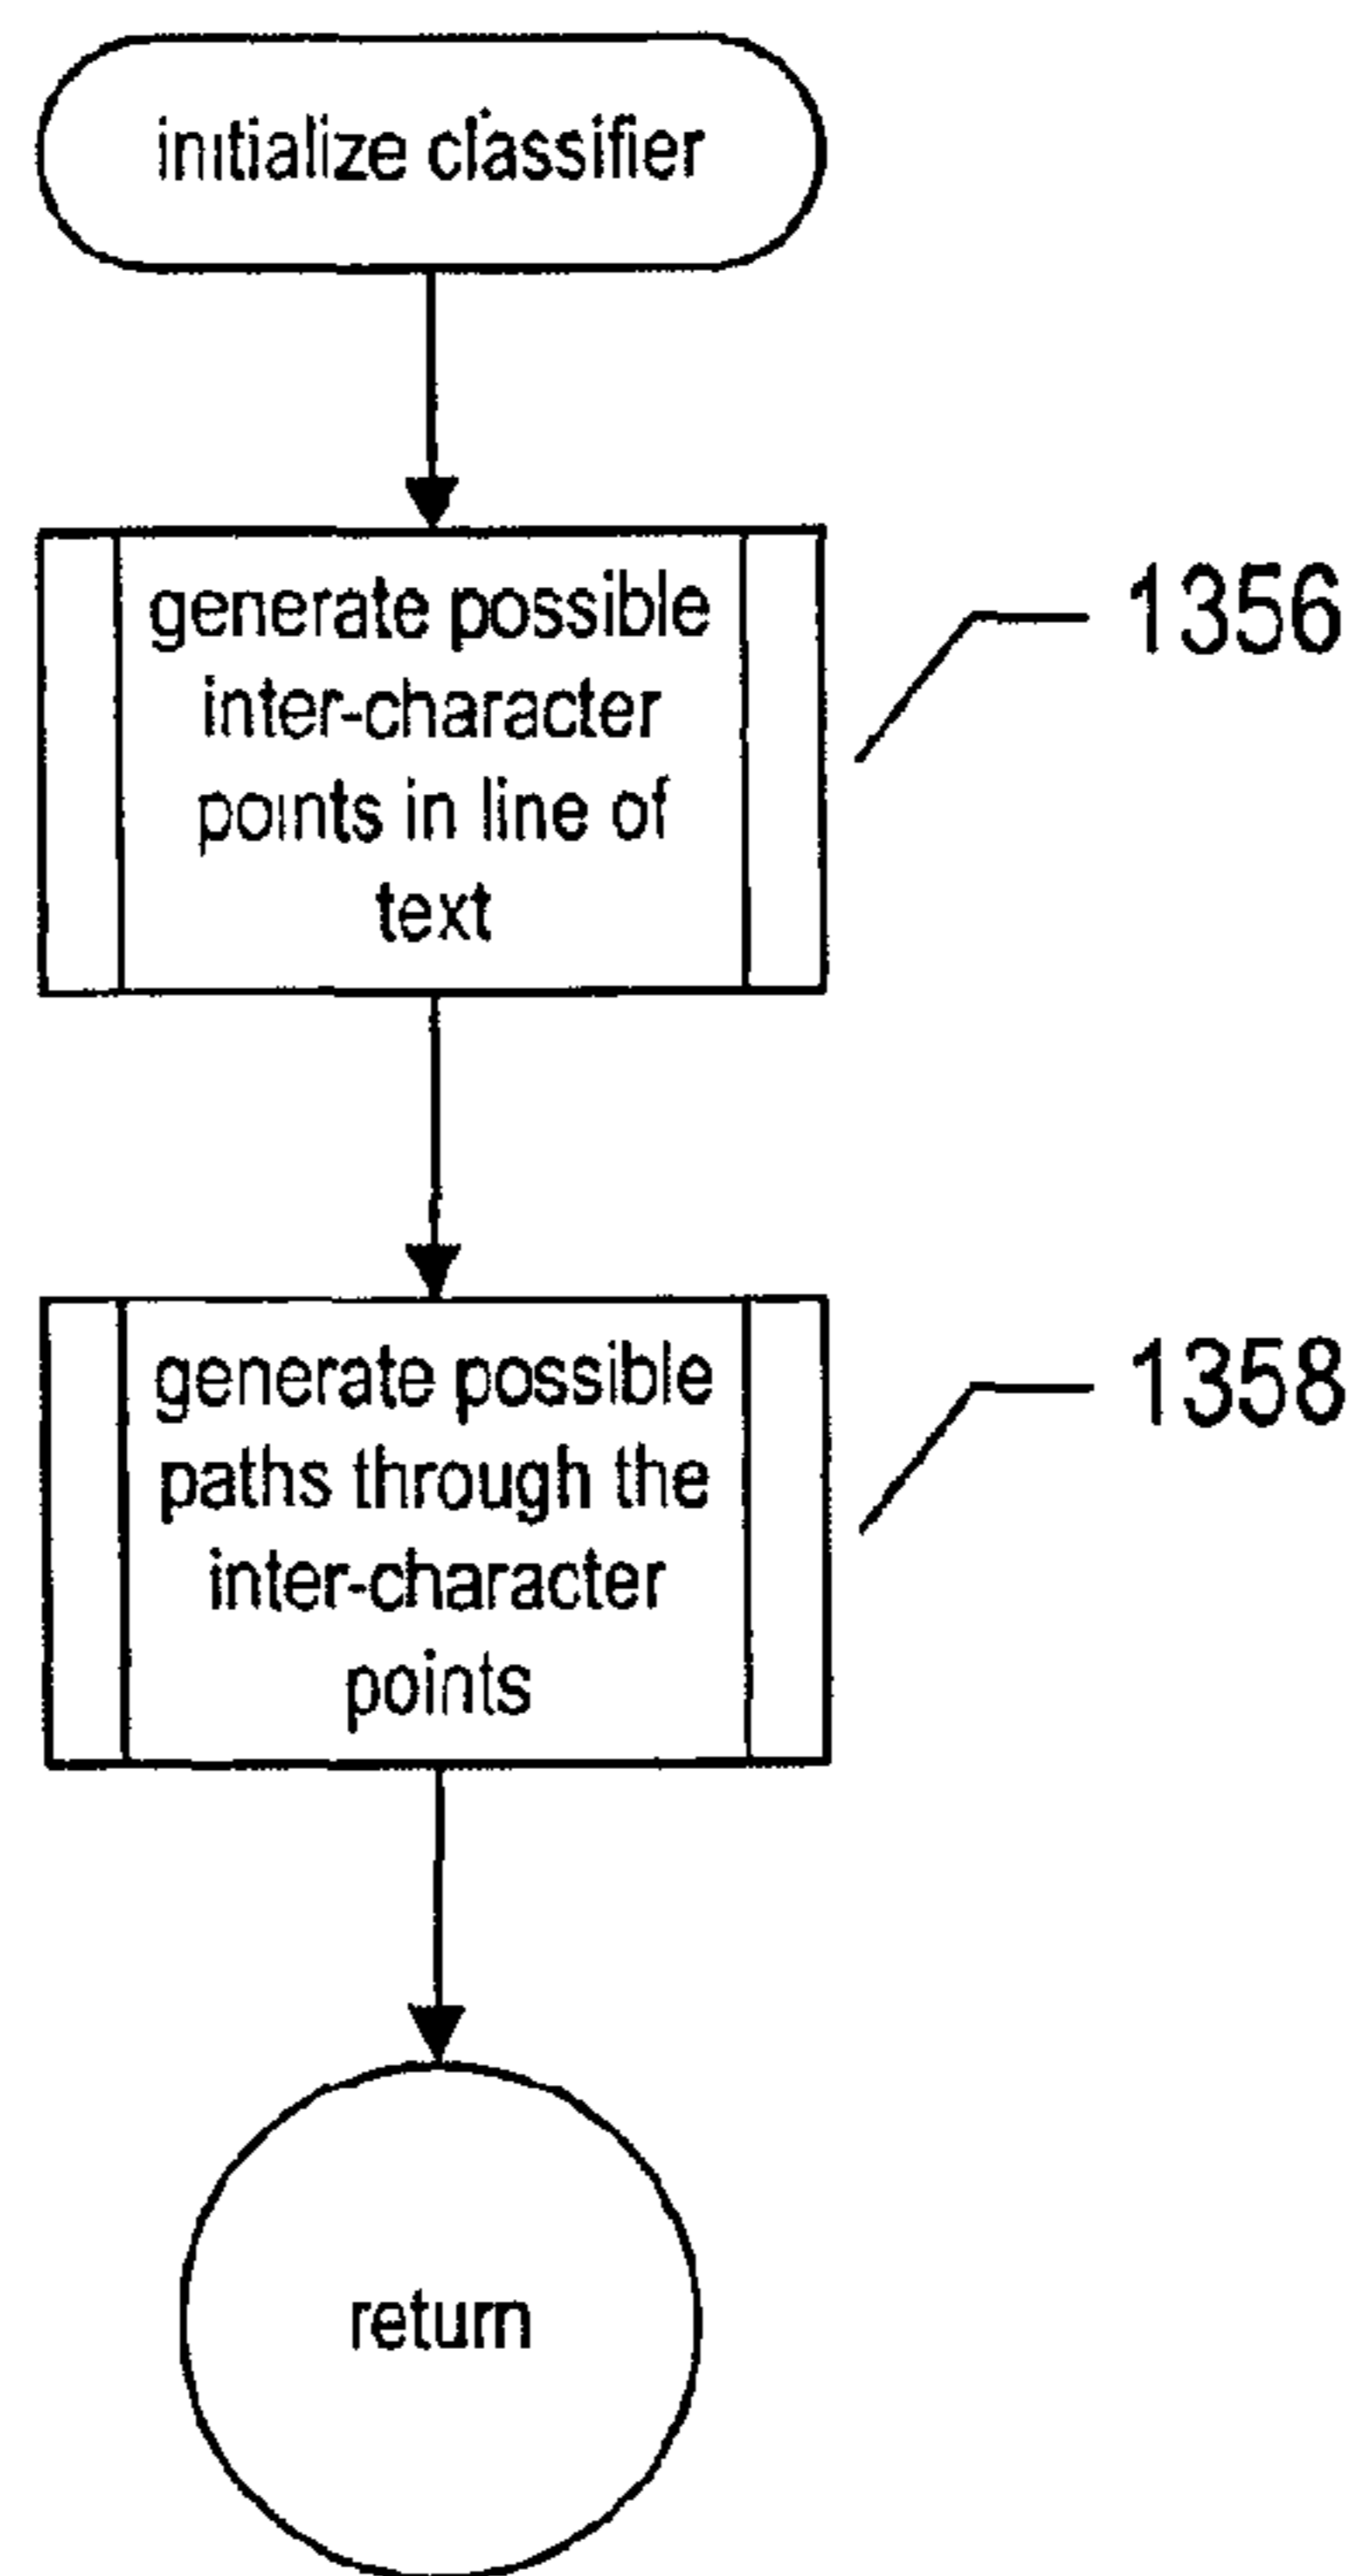 initialize classifier
generate possible
inter-character
points in line of
text
1356
generate possible
paths through the
inter-character
points
1358
return